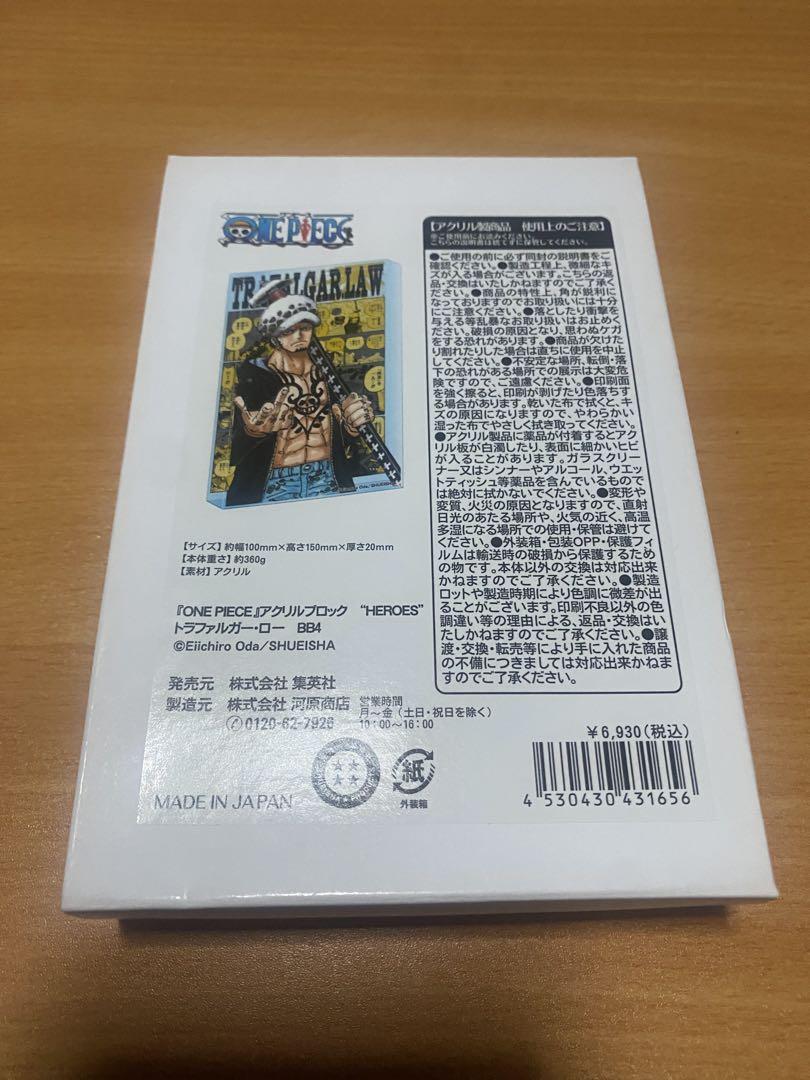 ONE PIECE
TRAFALGAR.LAW
Oda/SHUEISHA
【サイズ】約幅100mm×高さ150mm×厚さ20mm
【本体重さ】約360g
【素材】アクリル
『ONE PIECE』アクリルブロック "HEROES"
トラファルガー・ロー BB4
©Eiichiro Oda/SHUEISHA
発売元 株式会社 集英社
製造元 株式会社 河原商店
0120-62-7926
営業時間
月～金(土日・祝日を除く)
10:00～16:00
MADE IN JAPAN
紙
外装箱
【アクリル製商品 使用上のご注意】
※ご使用前にお読みください。
こちらの説明書は捨てずに保管してください。
●ご使用の前に必ず同封の説明書をご
確認ください。●製造工程上、微細なキ
ズが入る場合がございます。こちらの返
品・交換はいたしかねますのでご了承く
ださい。●商品の特性上、角が鋭利に
なっておりますのでお取り扱いには十分
にご注意ください。●落としたり衝撃を
与える等乱暴なお取り扱いはお止めく
ださい。破損の原因となり、思わぬケガ
をする恐れがあります。●商品が欠けた
り割れたりした場合は直ちに使用を中止
してください。●不安定な場所、転倒・落
下の恐れがある場所での展示は大変危
険ですので、ご遠慮ください。●印刷面
を強く擦ると、印刷が剥げたり色落ちす
る場合があります。乾いた布で拭くと、キ
ズの原因になりますので、やわらかい
湿った布でやさしく拭き取ってください。
●アクリル製品に薬品が付着するとアク
リル板が白濁したり、表面に細かいヒビ
が入ることがあります。ガラスクリー
ナー又はシンナーやアルコール、ウエッ
トティッシュ等薬品を含んでいるもので
は絶対に拭かないでください。●変形や
変質、火災の原因となりますので、直射
日光のあたる場所や、火気の近く、高温
多湿になる場所での使用・保管は避けて
ください。●外装箱・包装OPP・保護フィ
ルムは輸送時の破損から保護するため
の物です。本体以外の交換は対応出来
かねますのでご了承ください。●製造
ロットや製造時期により色調に微差が出
ることがございます。印刷不良以外の色
調違い等の理由による、返品・交換はい
たしかねますのでご了承ください。●譲
渡・交換・転売等により手に入れた商品
の不備につきましては対応出来かねま
すのでご了承ください。
￥6,930(税込)
4 530430 431656